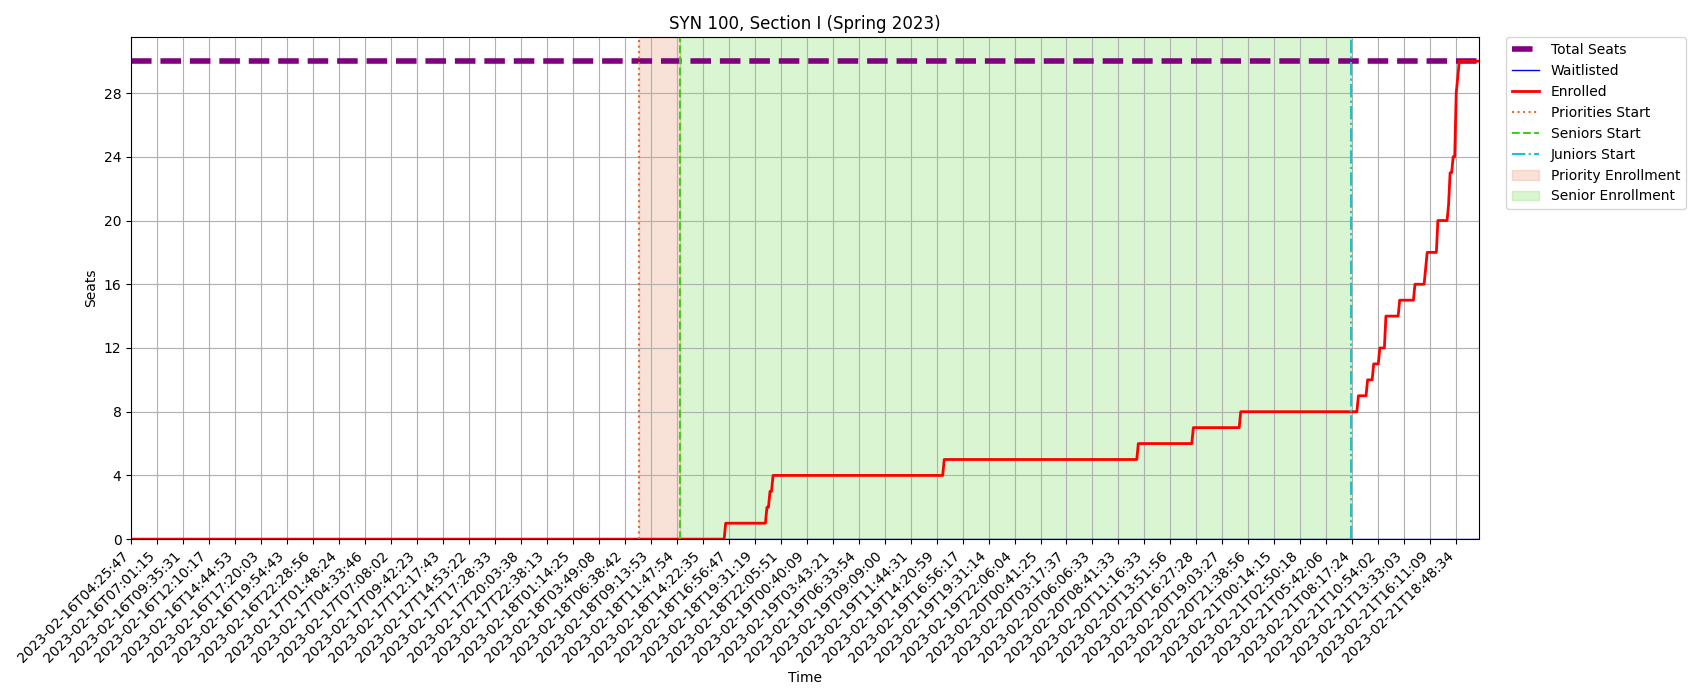 SYN 100, Section I (Spring 2023)
Total Seats
Waitlisted
Enrolled
Priorities Start
Seniors Start
Juniors Start
Priority Enrollment
Senior Enrollment
Seats
28
24
20
16
12
8
4
0
2023-02-16T04:25:47
2023-02-16T07:01:15
2023-02-16T09:35:31
2023-02-16T12:10:17
2023-02-16T14:44:53
2023-02-16T17:20:03
2023-02-16T19:54:43
2023-02-16T22:28:56
2023-02-17T01:48:24
2023-02-17T04:33:46
2023-02-17T07:08:02
2023-02-17T09:42:23
2023-02-17T12:17:43
2023-02-17T14:53:22
2023-02-17T17:28:33
2023-02-17T20:03:38
2023-02-17T22:38:13
2023-02-18T01:14:25
2023-02-18T03:49:08
2023-02-18T06:38:42
2023-02-18T09:13:53
2023-02-18T11:47:54
2023-02-18T14:22:35
2023-02-18T16:56:47
2023-02-18T19:31:19
2023-02-18T22:05:51
2023-02-19T00:40:09
2023-02-19T03:43:21
2023-02-19T06:33:54
2023-02-19T09:09:00
2023-02-19T11:44:31
2023-02-19T14:20:59
2023-02-19T16:56:17
2023-02-19T19:31:14
2023-02-19T22:06:04
2023-02-20T00:41:25
2023-02-20T03:17:37
2023-02-20T06:06:33
2023-02-20T08:41:33
2023-02-20T11:16:33
2023-02-20T13:51:56
2023-02-20T16:27:28
2023-02-20T19:03:27
2023-02-20T21:38:56
2023-02-21T00:14:15
2023-02-21T02:50:18
2023-02-21T05:42:06
2023-02-21T08:17:24
2023-02-21T10:54:02
2023-02-21T13:33:03
2023-02-21T16:11:09
2023-02-21T18:48:34
Time